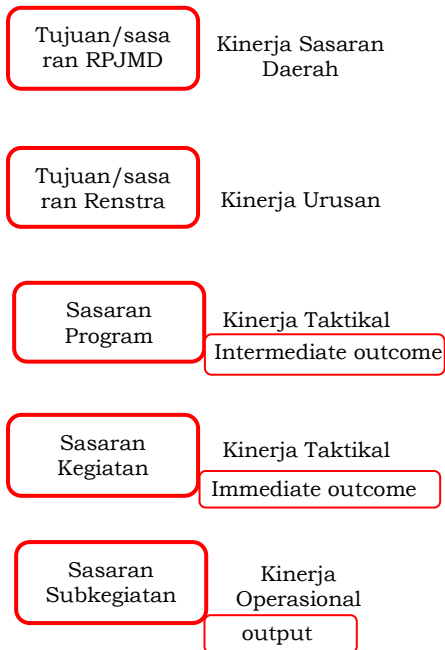 Tujuan/sasa
ran RPJMD
Kinerja Sasaran
Daerah
Tujuan/sasa
ran Renstra
Kinerja Urusan
Sasaran
Program
Kinerja Taktikal
Intermediate outcome
Sasaran
Kegiatan
Kinerja Taktikal
Immediate outcome
Sasaran
Subkegiatan
Kinerja
Operasional
output